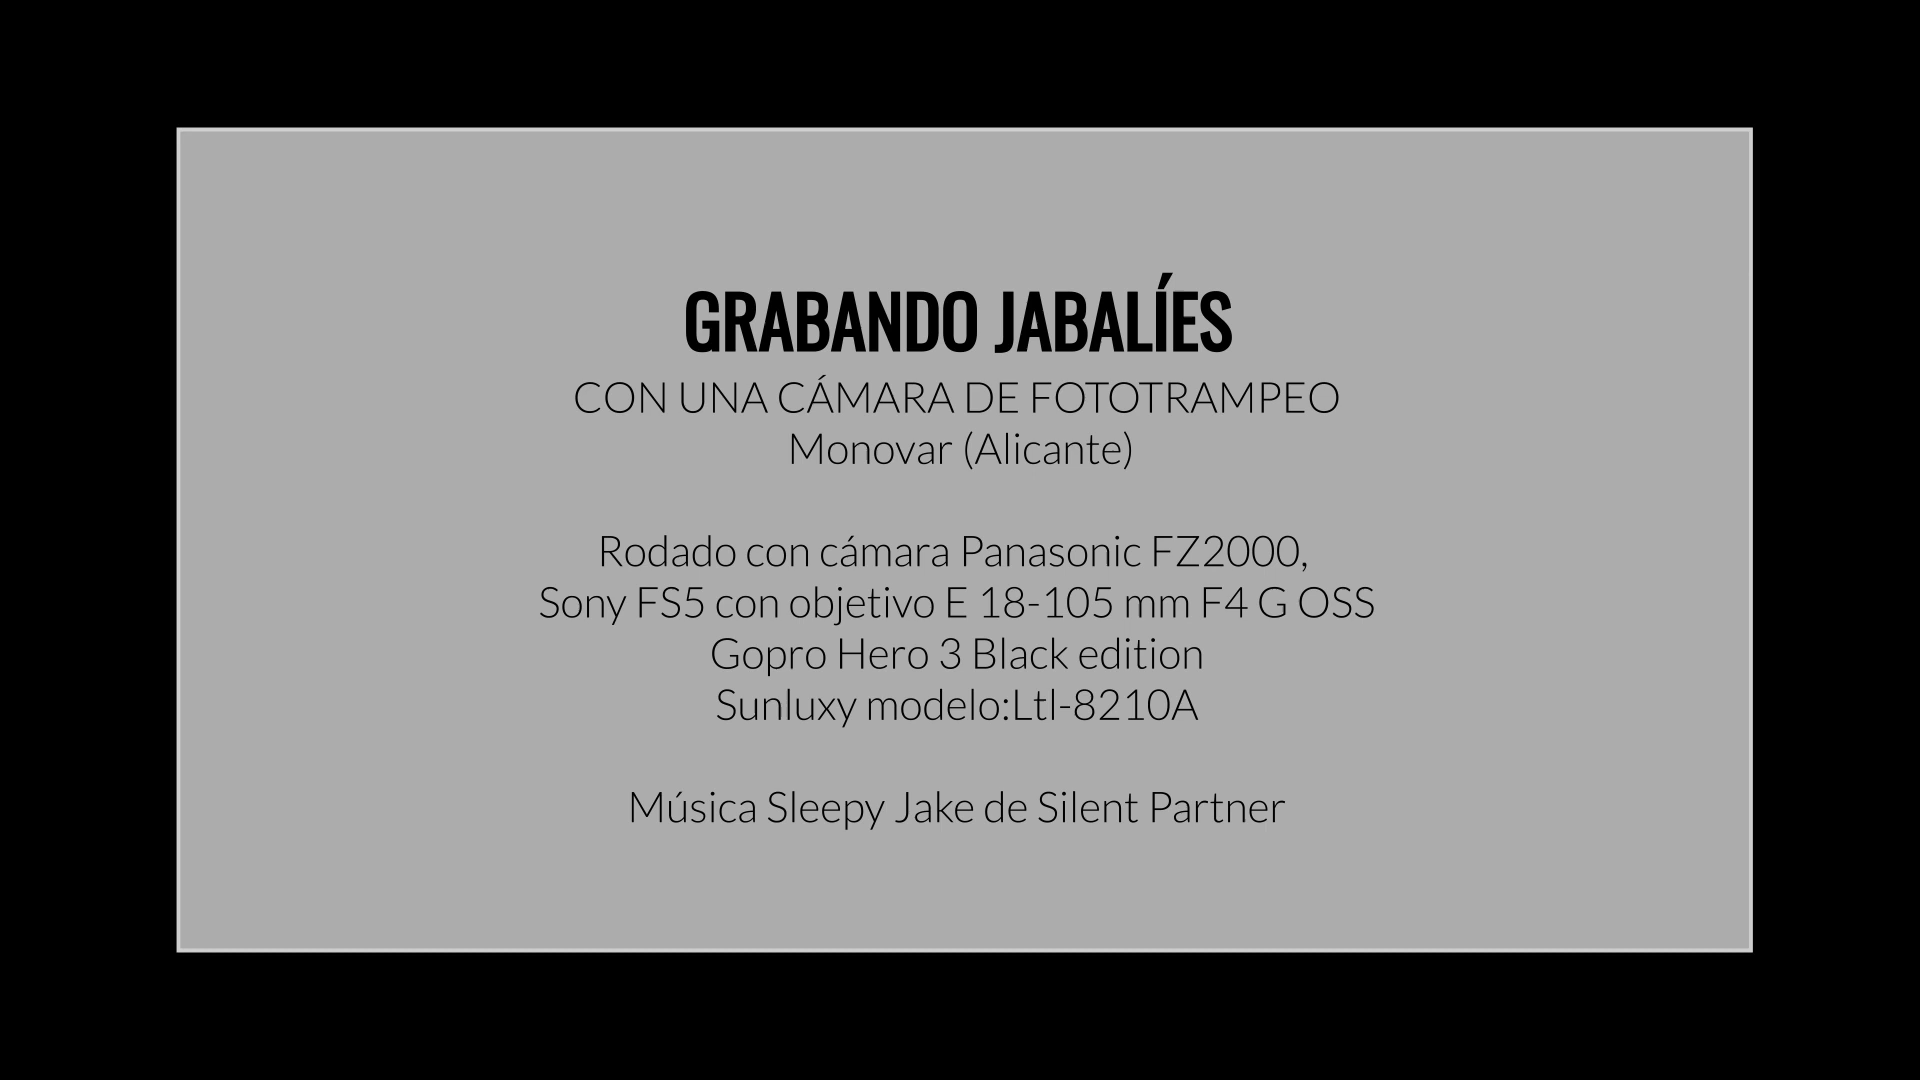 GRABANDO JABALÍES
CON UNA CÁMARA DE FOTOTRAMPEO
Monovar (Alicante)
Rodado con cámara Panasonic FZ2000,
Sony FS5 con objetivo E 18-105 mm F4 G OSS
Gopro Hero 3 Black edition
Sunluxy modelo:Ltl-8210A
Música Sleepy Jake de Silent Partner